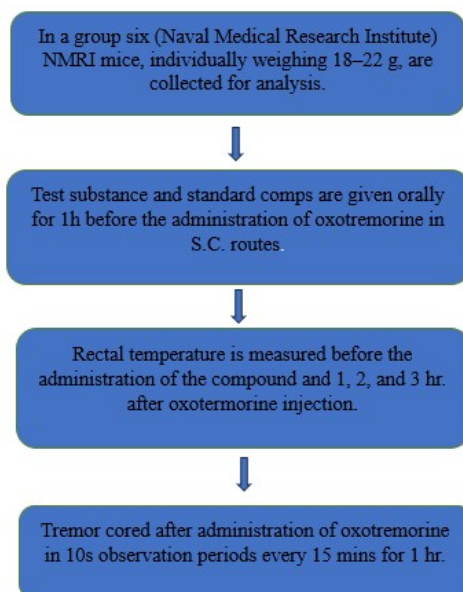 In a group six (Naval Medical Research Institute)
NMRI mice, individually weighing 18–22 g, are
collected for analysis.
Test substance and standard comps are given orally
for 1h before the administration of oxotremorine in
S.C. routes.
Rectal temperature is measured before the
administration of the compound and 1, 2, and 3 hr.
after oxotermorine injection.
Tremor cored after administration of oxotremorine
in 10s observation periods every 15 mins for 1 hr.